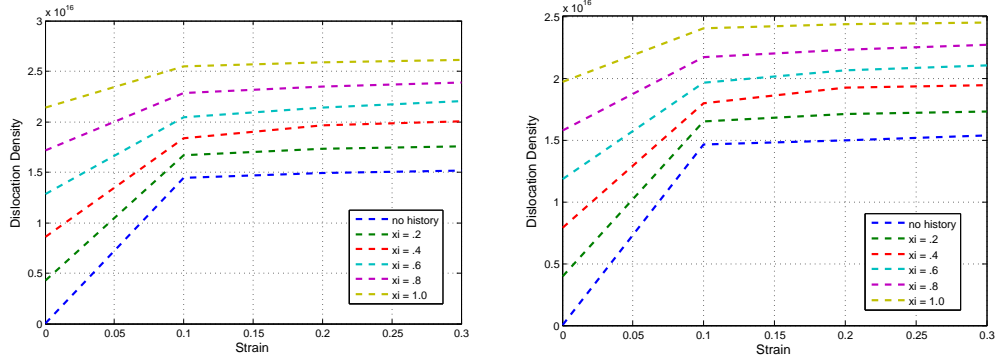 x 10^16
3
2.5
2
1.5
1
0.5
0
0 0.05 0.1 0.15 0.2 0.25 0.3
Strain
Dislocation Density
no history
xi = .2
xi = .4
xi = .6
xi = .8
xi = 1.0
x 10^16
2.5
2
1.5
1
0.5
0
0 0.05 0.1 0.15 0.2 0.25 0.3
Strain
Dislocation Density
no history
xi = .2
xi = .4
xi = .6
xi = .8
xi = 1.0